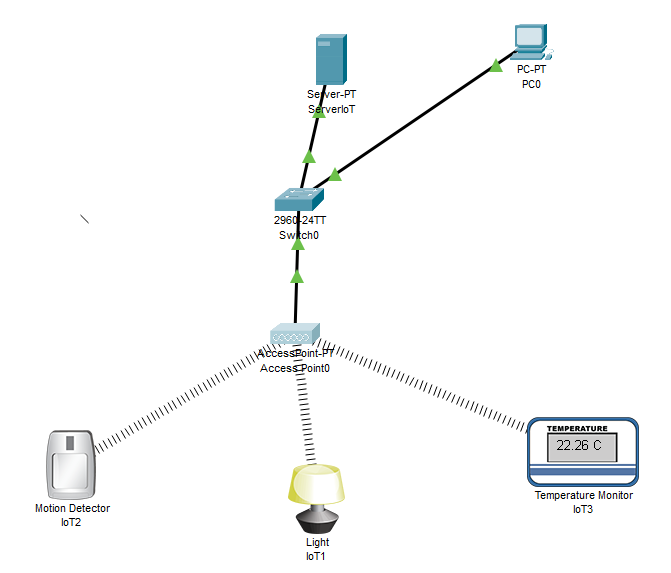 PC-PT
PC0
Server-PT
ServerIoT
2960-24TT
Switch0
AccessPoint-PT
Access Point0
TEMPERATURE
22.26 C
Motion Detector
IoT2
Temperature Monitor
IoT3
Light
IoT1